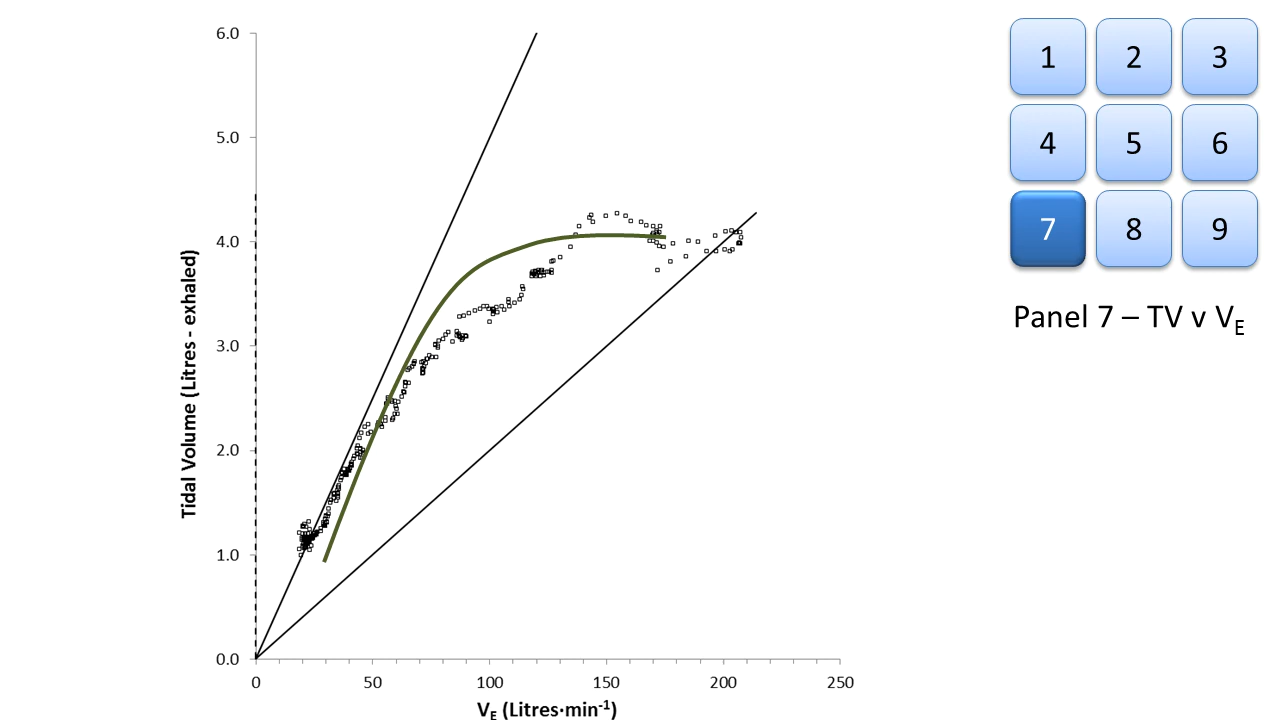 6.0
5.0
4.0
3.0
2.0
1.0
0.0
Tidal Volume (Litres - exhaled)
0 50 100 150 200 250
V_E (Litres·min⁻¹)
1 2 3
4 5 6
7 8 9
Panel 7 – TV v V_E